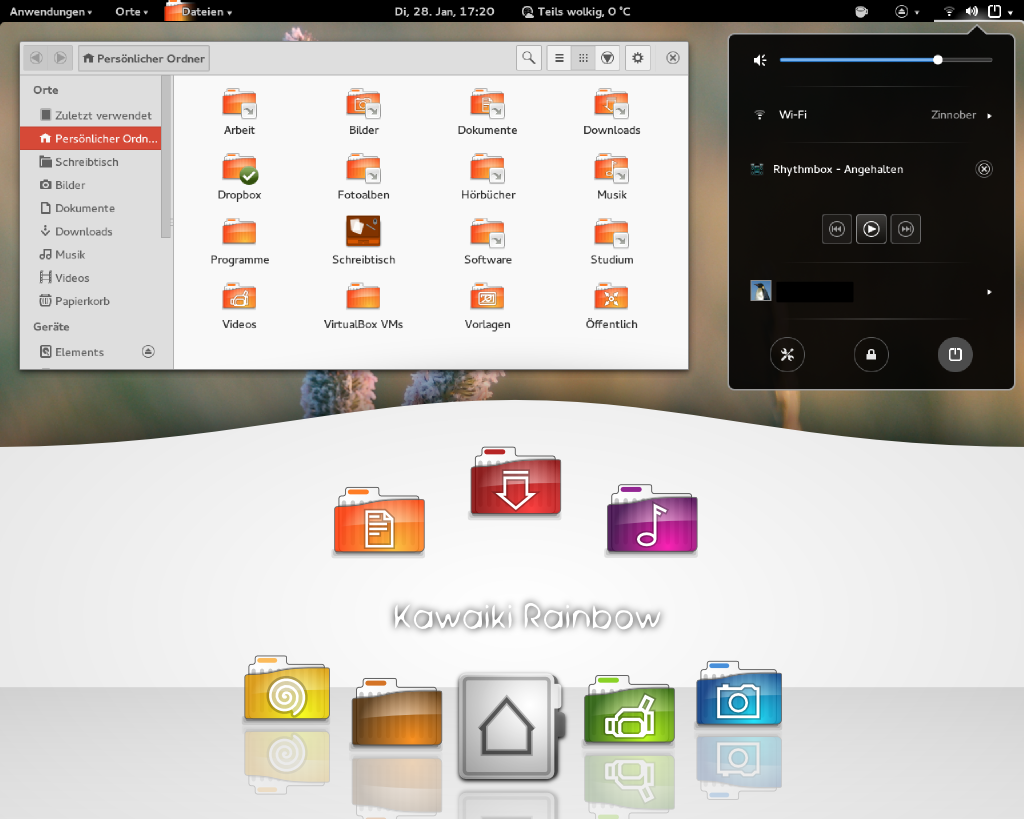 Anwendungen
Orte
Dateien
Di, 28. Jan, 17:20
Teils wolkig, 0 °C
Persönlicher Ordner
Orte
Zuletzt verwendet
Persönlicher Ordn...
Schreibtisch
Bilder
Dokumente
Downloads
Musik
Videos
Papierkorb
Geräte
Elements
Arbeit
Bilder
Dokumente
Downloads
Dropbox
Fotoalben
Hörbücher
Musik
Programme
Schreibtisch
Software
Studium
Videos
VirtualBox VMs
Vorlagen
Öffentlich
Wi-Fi
Zinnober
Rhythmbox - Angehalten
Kawaiki Rainbow